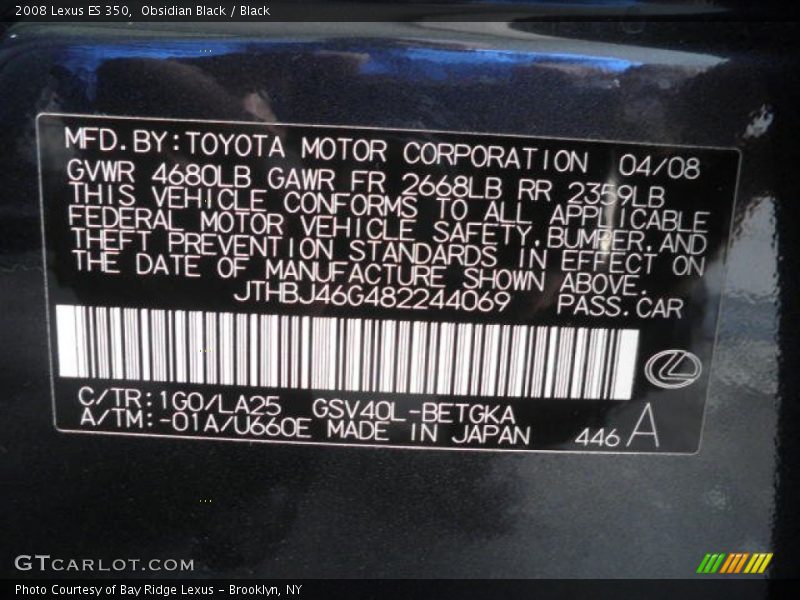 2008 Lexus ES 350,  Obsidian Black / Black
MFD.BY:TOYOTA MOTOR CORPORATION 04/08
GVWR 4680LB GAWR FR 2668LB RR 2359LB
THIS VEHICLE CONFORMS TO ALL APPLICABLE
FEDERAL MOTOR VEHICLE SAFETY,BUMPER,AND
THEFT PREVENTION STANDARDS IN EFFECT ON
THE DATE OF MANUFACTURE SHOWN ABOVE.
JTHBJ46G482244069 PASS.CAR
C/TR:1G0/LA25 GSV40L-BETGKA
A/TM:-01A/U660E MADE IN JAPAN 446 A
GTCARLOT.COM
Photo Courtesy of Bay Ridge Lexus - Brooklyn, NY